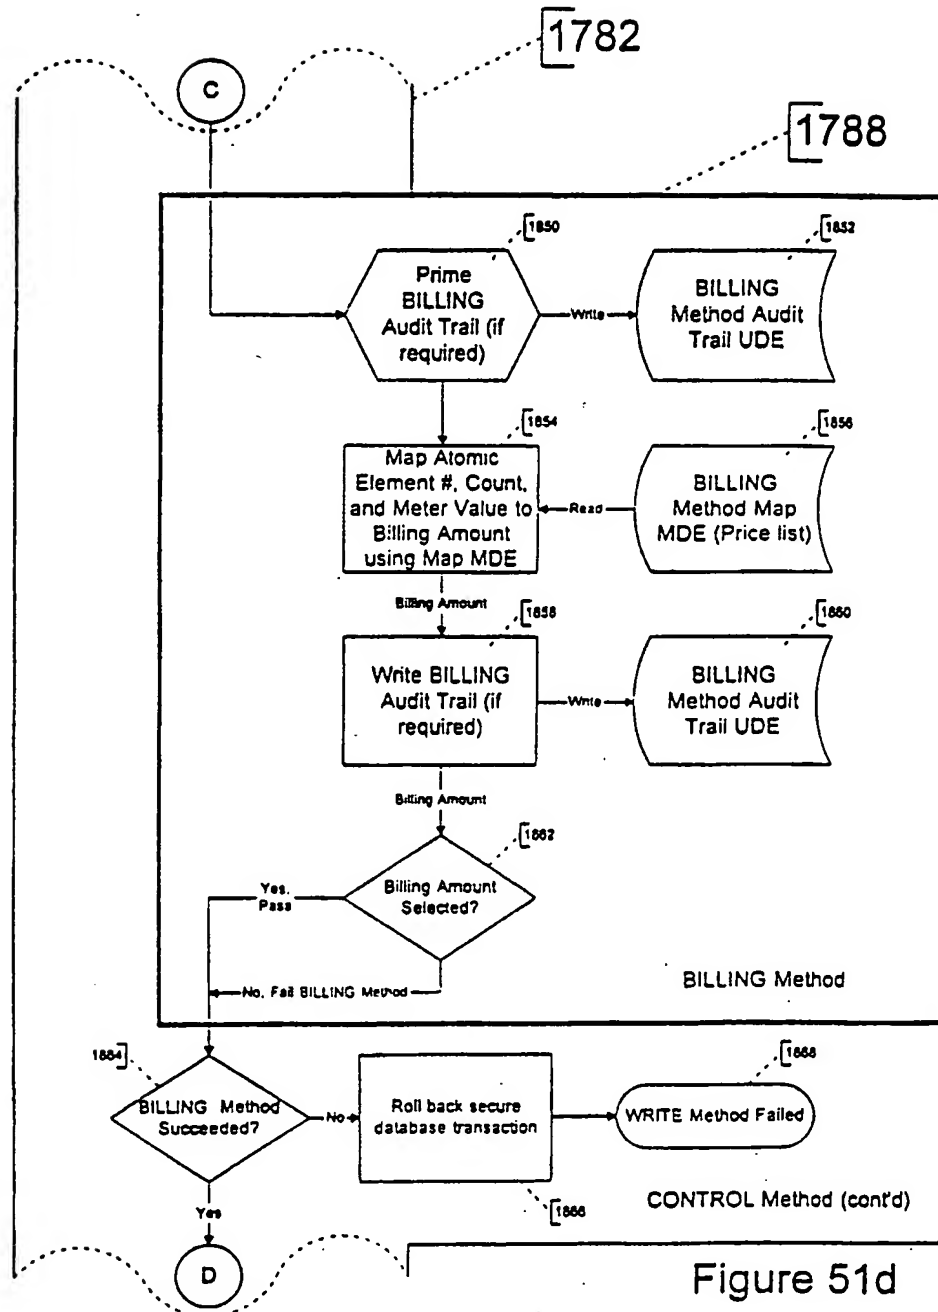 1782
C
1788
1850
1852
Prime
BILLING
Audit Trail (if
required)
Write
BILLING
Method Audit
Trail UDE
1854
1856
Map Atomic
Element #, Count,
and Meter Value to
Billing Amount
using Map MDE
Read
BILLING
Method Map
MDE (Price list)
Billing Amount
1858
1860
Write BILLING
Audit Trail (if
required)
Write
BILLING
Method Audit
Trail UDE
Billing Amount
1862
Billing Amount
Selected?
Yes,
Pass
No, Fail BILLING Method
BILLING Method
1864
BILLING Method
Succeeded?
No
Roll back secure
database transaction
1868
WRITE Method Failed
1866
CONTROL Method (cont'd)
Yes
D
Figure 51d